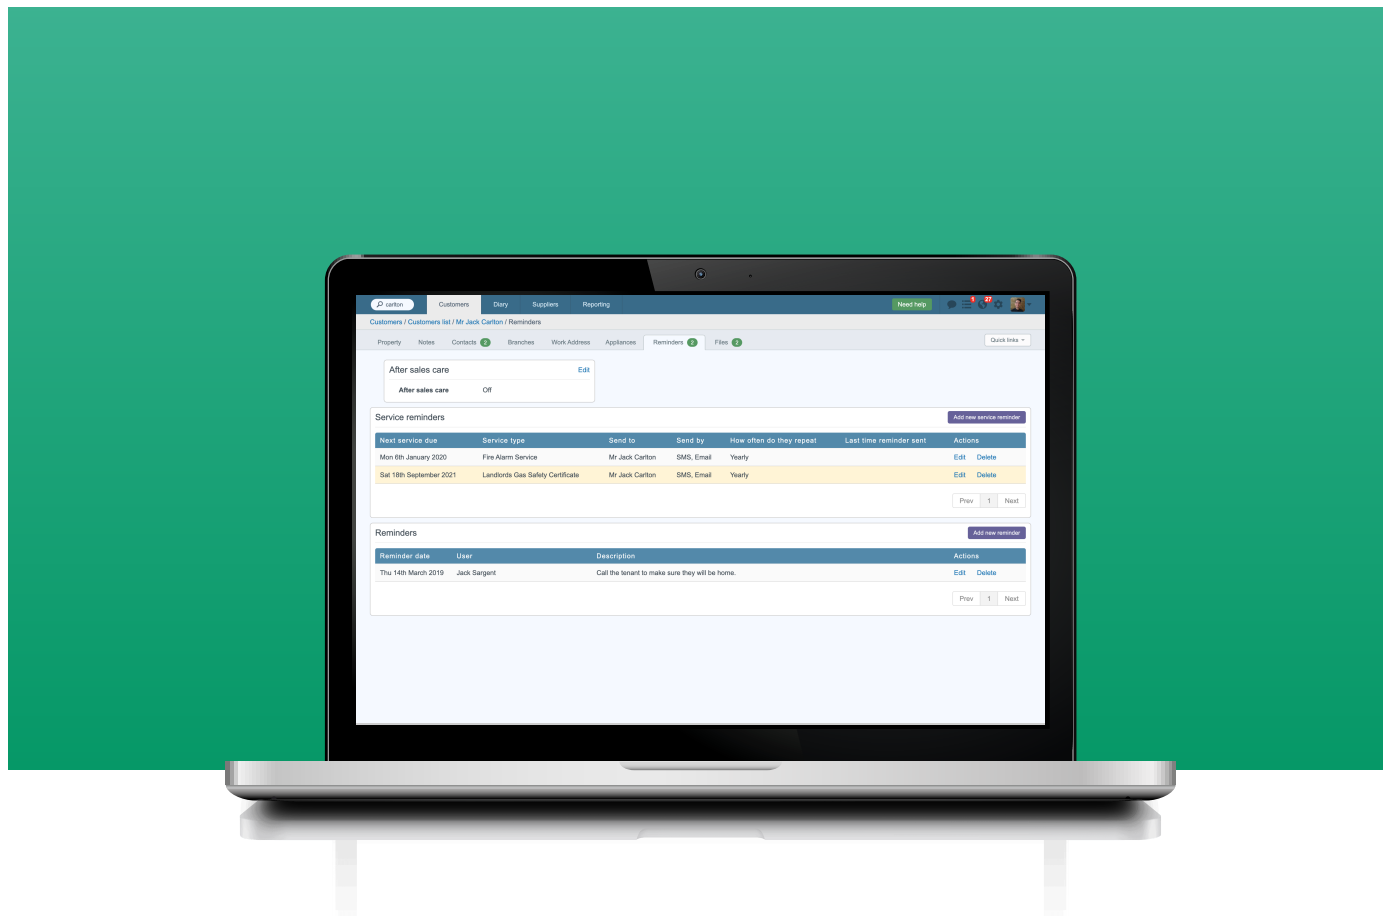 carlton Customers Diary Suppliers Reporting Need help 1 27
Customers / Customers list / Mr Jack Carlton / Reminders
Property Notes Contacts 2 Branches Work Address Appliances Reminders 2 Files 2 Quick links
After sales care Edit
After sales care Off
Service reminders Add new service reminder
Next service due Service type Send to Send by How often do they repeat Last time reminder sent Actions
Mon 6th January 2020 Fire Alarm Service Mr Jack Carlton SMS, Email Yearly Edit Delete
Sat 18th September 2021 Landlords Gas Safety Certificate Mr Jack Carlton SMS, Email Yearly Edit Delete
Prev 1 Next
Reminders Add new reminder
Reminder date User Description Actions
Thu 14th March 2019 Jack Sargent Call the tenant to make sure they will be home. Edit Delete
Prev 1 Next